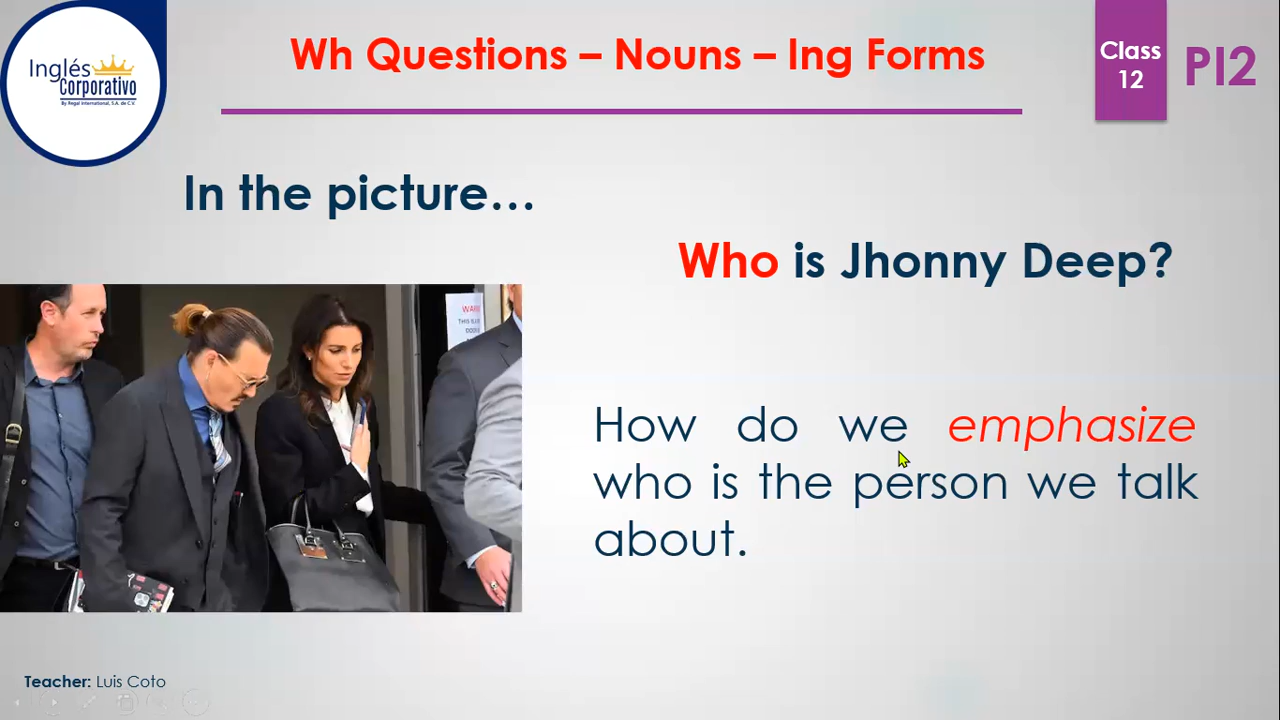 Wh Questions – Nouns – Ing Forms
Class
12
PI2
Inglés
Corporativo
By Regal International, S.A. de C.V.
In the picture...
Who is Jhonny Deep?
How do we emphasize
who is the person we talk
about.
Teacher: Luis Coto